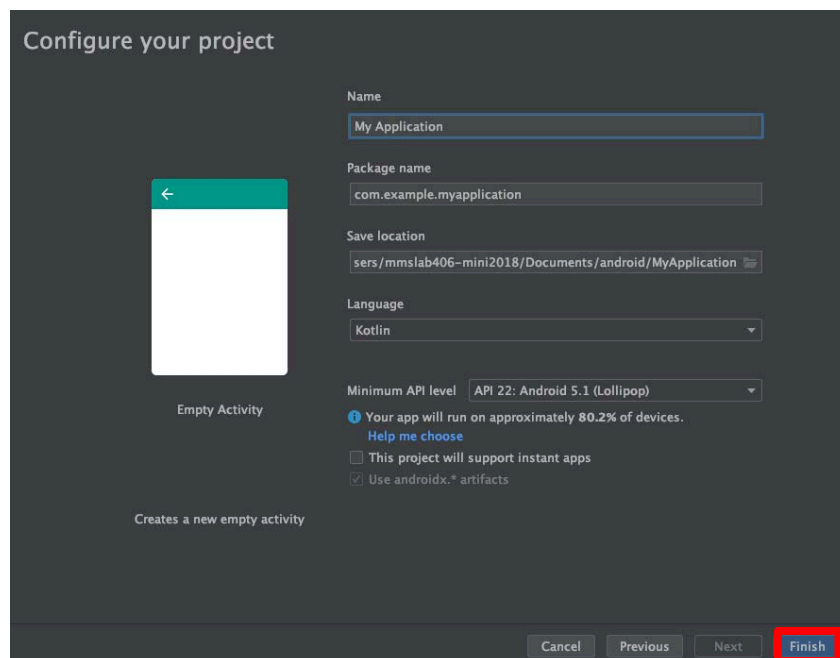 Configure your project
Name
My Application
Package name
com.example.myapplication
Save location
sers/mmslab406-mini2018/Documents/android/MyApplication
Language
Kotlin
Minimum API level API 22: Android 5.1 (Lollipop)
Your app will run on approximately 80.2% of devices.
Help me choose
This project will support instant apps
Use androidx.* artifacts
Empty Activity
Creates a new empty activity
Cancel Previous Next Finish